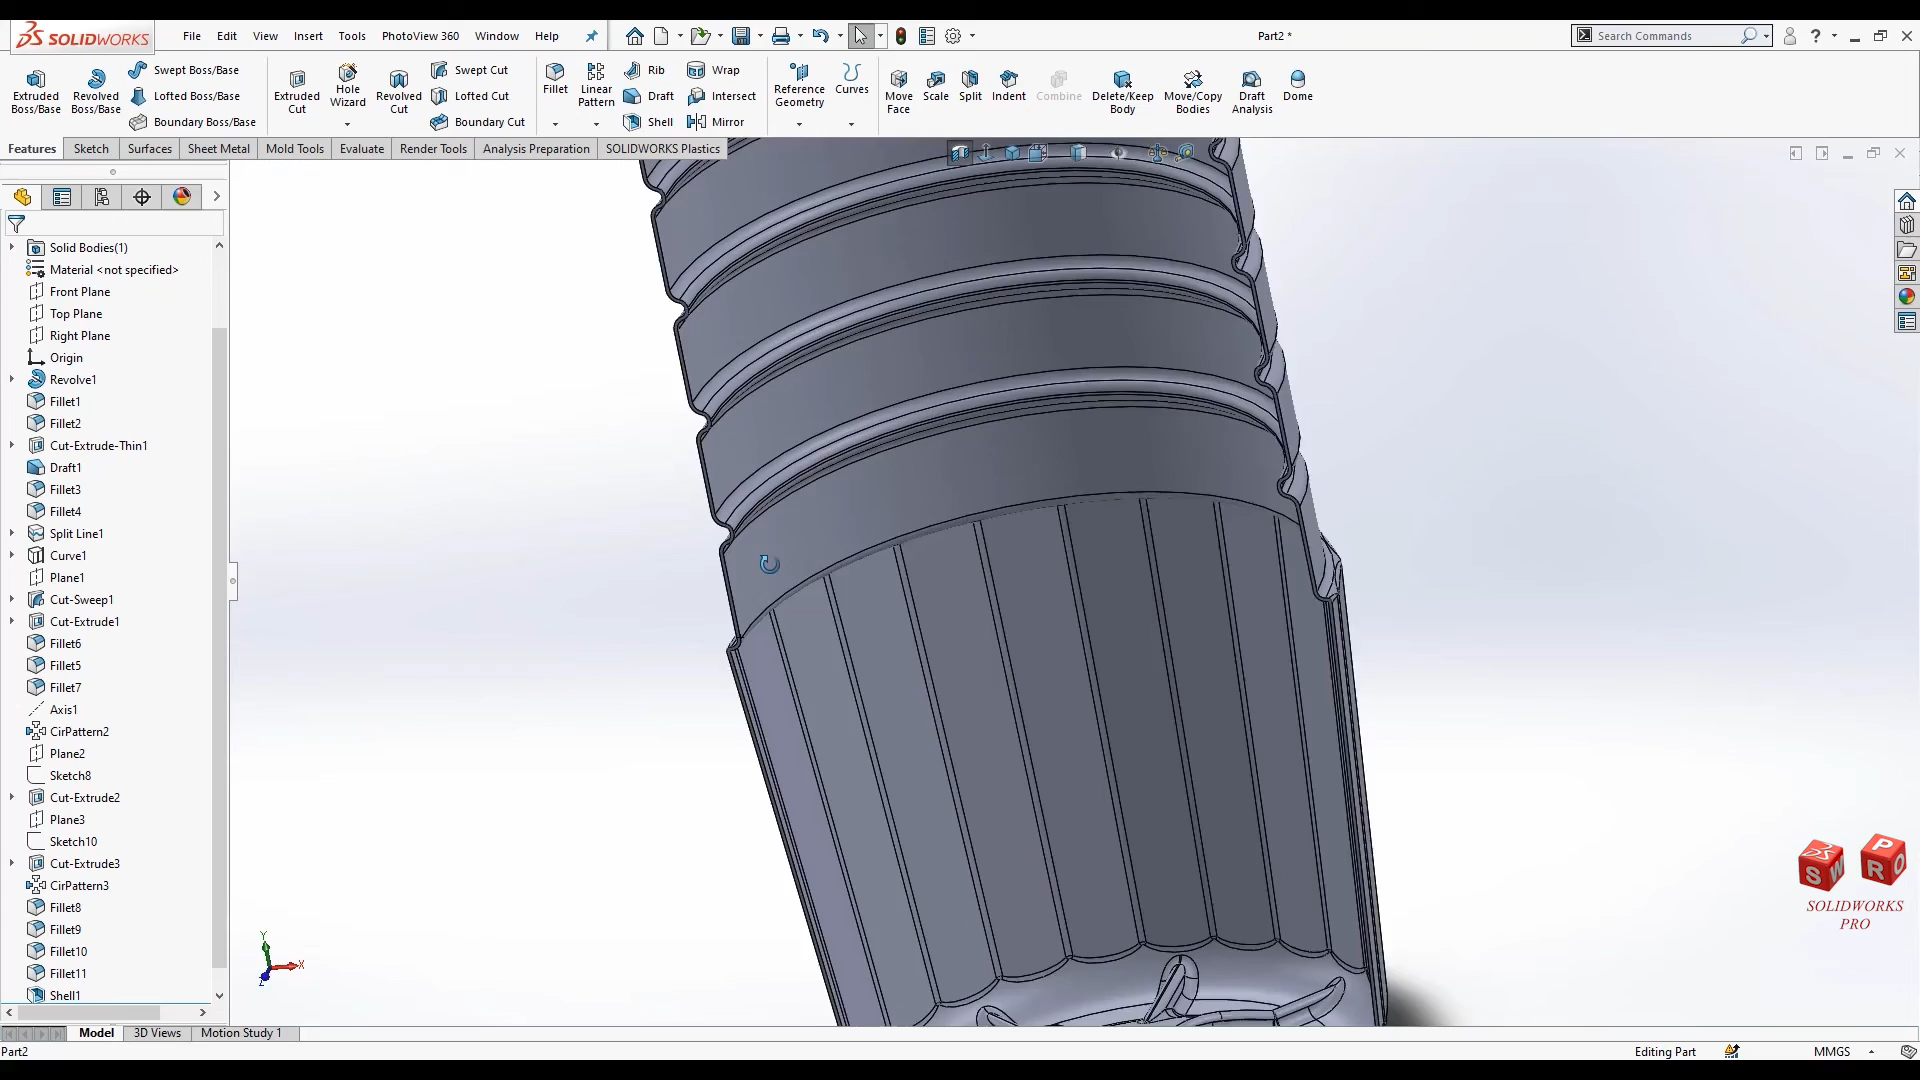 SOLIDWORKS File Edit View Insert Tools PhotoView 360 Window Help Part2 * Search Commands
Extruded Boss/Base
Revolved Boss/Base
Swept Boss/Base
Lofted Boss/Base
Boundary Boss/Base
Extruded Cut
Hole Wizard
Revolved Cut
Swept Cut
Lofted Cut
Boundary Cut
Fillet
Linear Pattern
Rib
Draft
Shell
Wrap
Intersect
Mirror
Reference Geometry
Curves
Move Face
Scale
Split
Indent
Combine
Delete/Keep Body
Move/Copy Bodies
Draft Analysis
Dome
Features Sketch Surfaces Sheet Metal Mold Tools Evaluate Render Tools Analysis Preparation SOLIDWORKS Plastics
Solid Bodies(1)
Material <not specified>
Front Plane
Top Plane
Right Plane
Origin
Revolve1
Fillet1
Fillet2
Cut-Extrude-Thin1
Draft1
Fillet3
Fillet4
Split Line1
Curve1
Plane1
Cut-Sweep1
Cut-Extrude1
Fillet6
Fillet5
Fillet7
Axis1
CirPattern2
Plane2
Sketch8
Cut-Extrude2
Plane3
Sketch10
Cut-Extrude3
CirPattern3
Fillet8
Fillet9
Fillet10
Fillet11
Shell1
Y
X
Z
S W P R O
SOLIDWORKS
PRO
Model 3D Views Motion Study 1
Part2 Editing Part MMGS